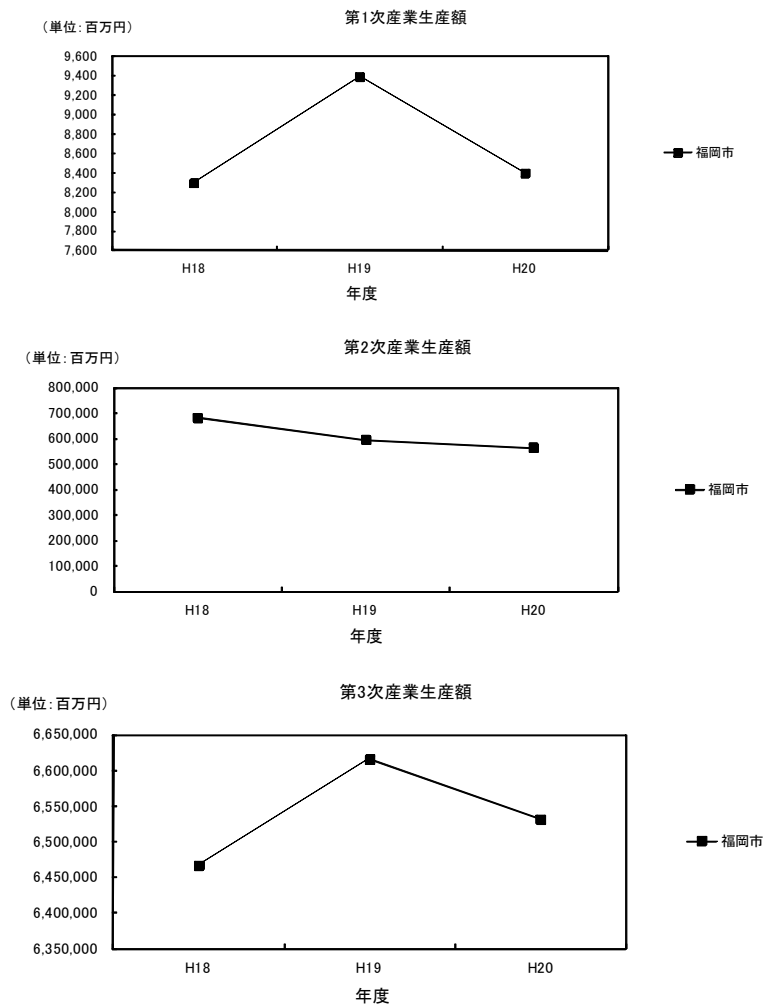 第1次産業生産額
（単位：百万円）
9,600
9,400
9,200
9,000
8,800
8,600
8,400
8,200
8,000
7,800
7,600
福岡市
H18 H19 H20
年度
第2次産業生産額
（単位：百万円）
800,000
700,000
600,000
500,000
400,000
300,000
200,000
100,000
0
福岡市
H18 H19 H20
年度
第3次産業生産額
（単位：百万円）
6,650,000
6,600,000
6,550,000
6,500,000
6,450,000
6,400,000
6,350,000
福岡市
H18 H19 H20
年度